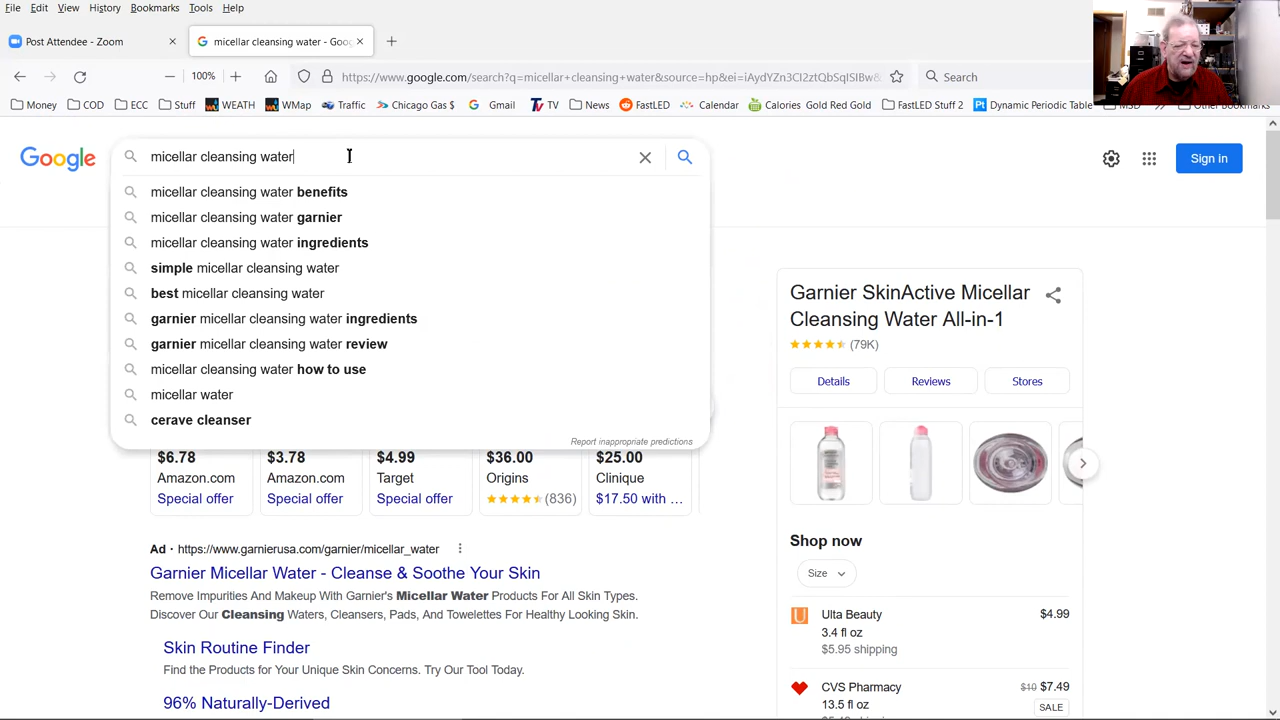 File Edit View History Bookmarks Tools Help
Post Attendee - Zoom
micellar cleansing water - Goo
100%
https://www.google.com/search?q=micellar+cleansing+water&source=hp&ei=
Search
Money COD ECC Stuff WEATH WMap Traffic Chicago Gas $ Gmail TV News FastLED Calendar Calories Gold I Gold FastLED Stuff 2 Dynamic Periodic Table MSD Other Bookmarks
Google
micellar cleansing water
Sign in
micellar cleansing water benefits
micellar cleansing water garnier
micellar cleansing water ingredients
simple micellar cleansing water
best micellar cleansing water
garnier micellar cleansing water ingredients
garnier micellar cleansing water review
micellar cleansing water how to use
micellar water
cerave cleanser
Report inappropriate predictions
$6.78 $3.78 $4.99 $36.00 $25.00
Amazon.com Amazon.com Target Origins Clinique
Special offer Special offer Special offer (836) $17.50 with ...
Ad · https://www.garnierusa.com/garnier/micellar_water
Garnier Micellar Water - Cleanse & Soothe Your Skin
Remove Impurities And Makeup With Garnier's Micellar Water Products For All Skin Types.
Discover Our Cleansing Waters, Cleansers, Pads, And Towelettes For Healthy Looking Skin.
Skin Routine Finder
Find the Products for Your Unique Skin Concerns. Try Our Tool Today.
96% Naturally-Derived
Garnier SkinActive Micellar
Cleansing Water All-in-1
(79K)
Details Reviews Stores
Shop now
Size
Ulta Beauty $4.99
3.4 fl oz
$5.95 shipping
CVS Pharmacy $10 $7.49
13.5 fl oz SALE